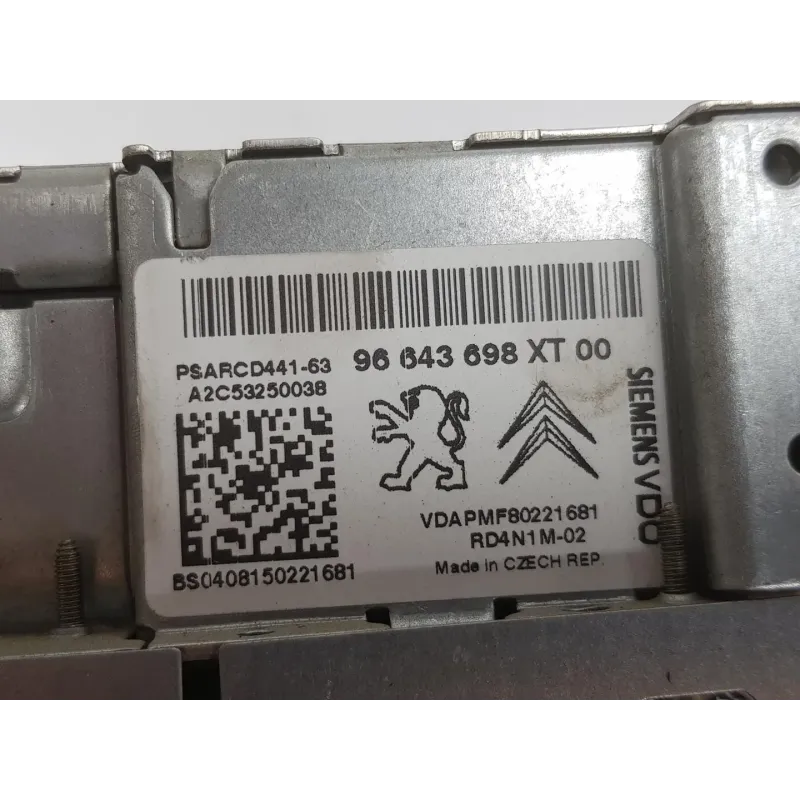 PSARCD441-63 96 643 698 XT 00
A2C53250038
SIEMENS VDO
VDAPMF80221681
RD4N1M-02
BS0408150221681
Made in CZECH REP.